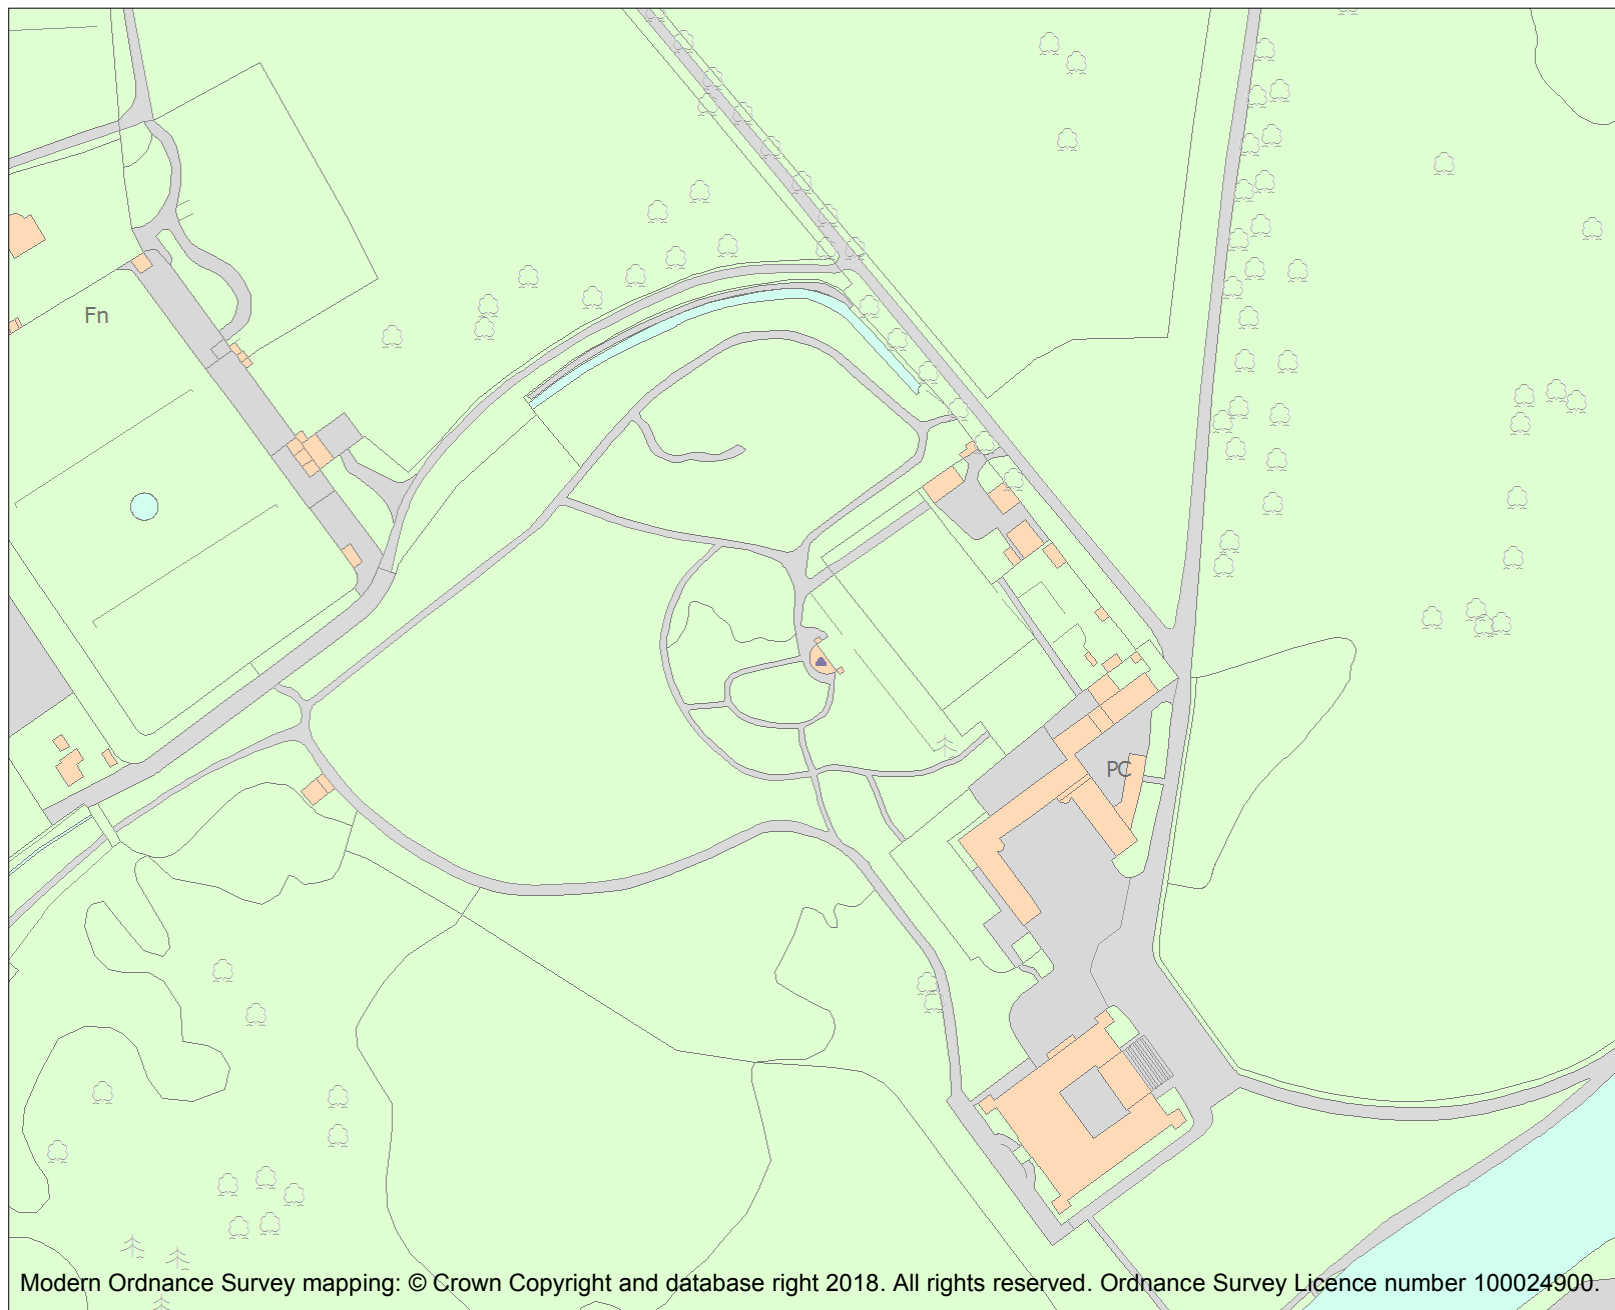 Fn
PC
Modern Ordnance Survey mapping: © Crown Copyright and database right 2018. All rights reserved. Ordnance Survey Licence number 100024900.